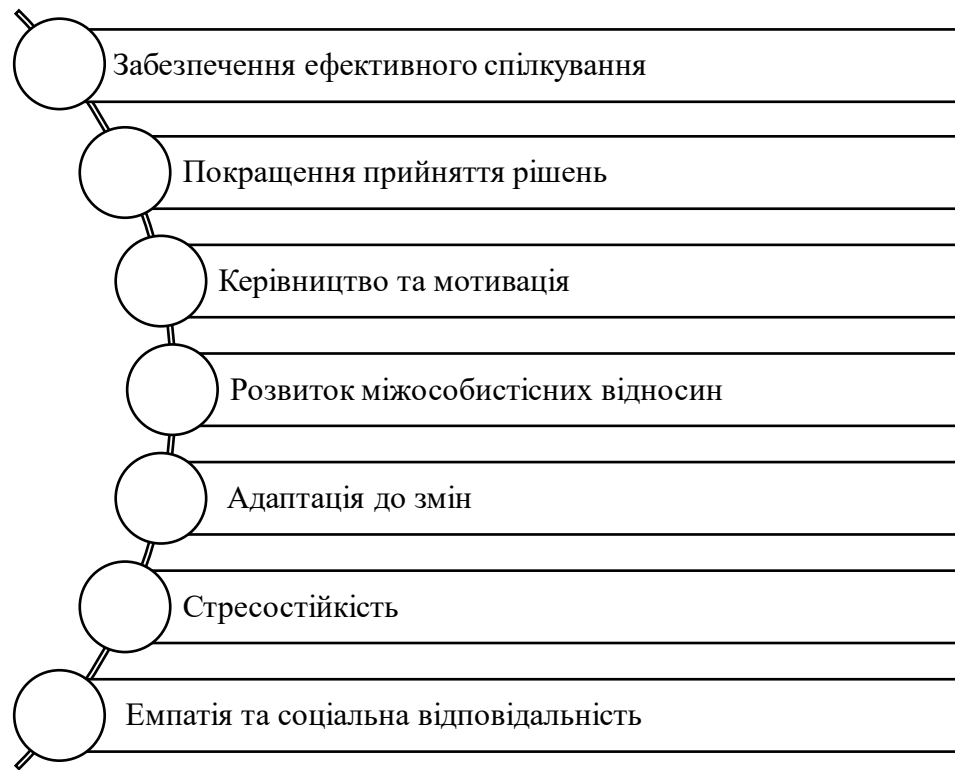 Забезпечення ефективного спілкування
Покращення прийняття рішень
Керівництво та мотивація
Розвиток міжособистісних відносин
Адаптація до змін
Стресостійкість
Емпатія та соціальна відповідальність